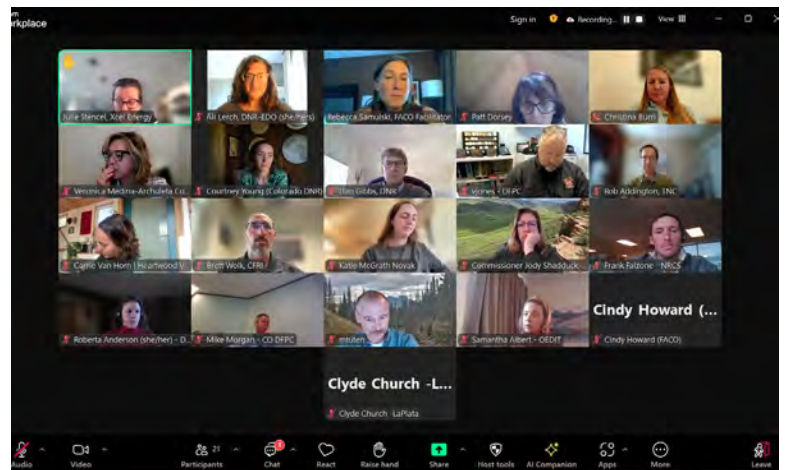 rkplace
Sign in
Recording...
View
Julie Stencel, Xcel Energy
Ali Lerch, DNR-EDO (she/hers)
Rebecca Samulski, FACO Facilitator
Patt Dorsey
Christina Burri
Veronica Medina-Archuleta Co...
Courtney Young (Colorado DNR)
Gibbs, DNR
vjones - DFPC
Rob Addington, TNC
Carrie Van Horn | Heartwood
Brett Wolk, CFRI
Katie McGrath Novak
Commissioner Jody Shadduck-...
Frank Falzone - NRCS
Roberta Anderson (she/her) - D...
Mike Morgan - CO DFPC
Samantha Albert - OEDIT
Cindy Howard (...
Cindy Howard (FACO)
Clyde Church -L...
Clyde Church -LaPlata
Audio
Video
Participants
21
Chat
React
Raise hand
Share
Host tools
AI Companion
Apps
More
Leave